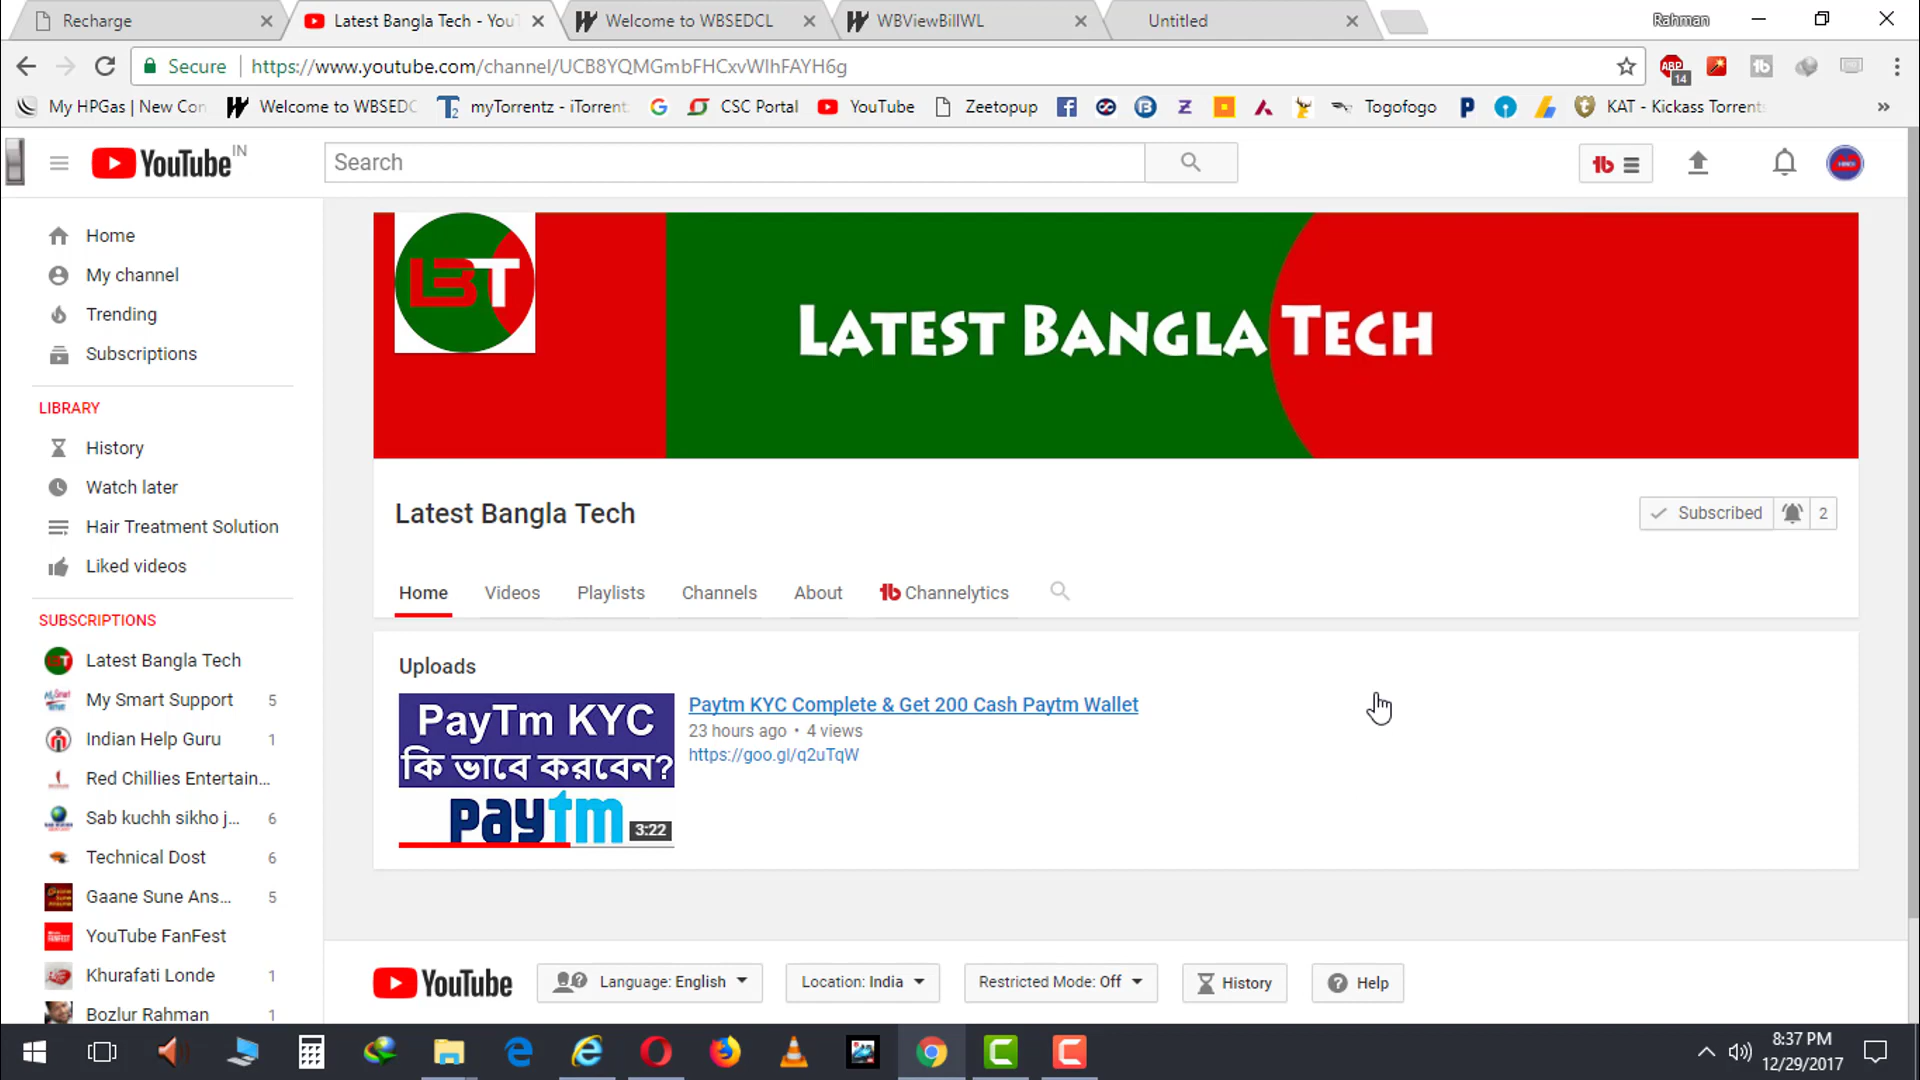 Recharge
Latest Bangla Tech - YouT
Welcome to WBSEDCL
WBViewBillWL
Untitled
Rahman
Secure
https://www.youtube.com/channel/UCB8YQMGmbFHCxvWIhFAYH6g
ABP
14
My HPGas | New Con
Welcome to WBSEDC
myTorrentz - iTorrent
CSC Portal
YouTube
Zeetopup
Togofogo
KAT - Kickass Torrents
YouTube IN
Search
Home
My channel
Trending
Subscriptions
LIBRARY
History
Watch later
Hair Treatment Solution
Liked videos
SUBSCRIPTIONS
Latest Bangla Tech
My Smart Support 5
Indian Help Guru 1
Red Chillies Entertain...
Sab kuchh sikho j... 6
Technical Dost 6
Gaane Sune Ans... 5
YouTube FanFest
Khurafati Londe 1
Bozlur Rahman 1
LBT
LATEST BANGLA TECH
Latest Bangla Tech
Subscribed 2
Home
Videos
Playlists
Channels
About
Channelytics
Uploads
PayTm KYC
কি ভাবে করবেন?
paytm
3:22
Paytm KYC Complete & Get 200 Cash Paytm Wallet
23 hours ago • 4 views
https://goo.gl/q2uTqW
YouTube
Language: English
Location: India
Restricted Mode: Off
History
Help
8:37 PM
12/29/2017